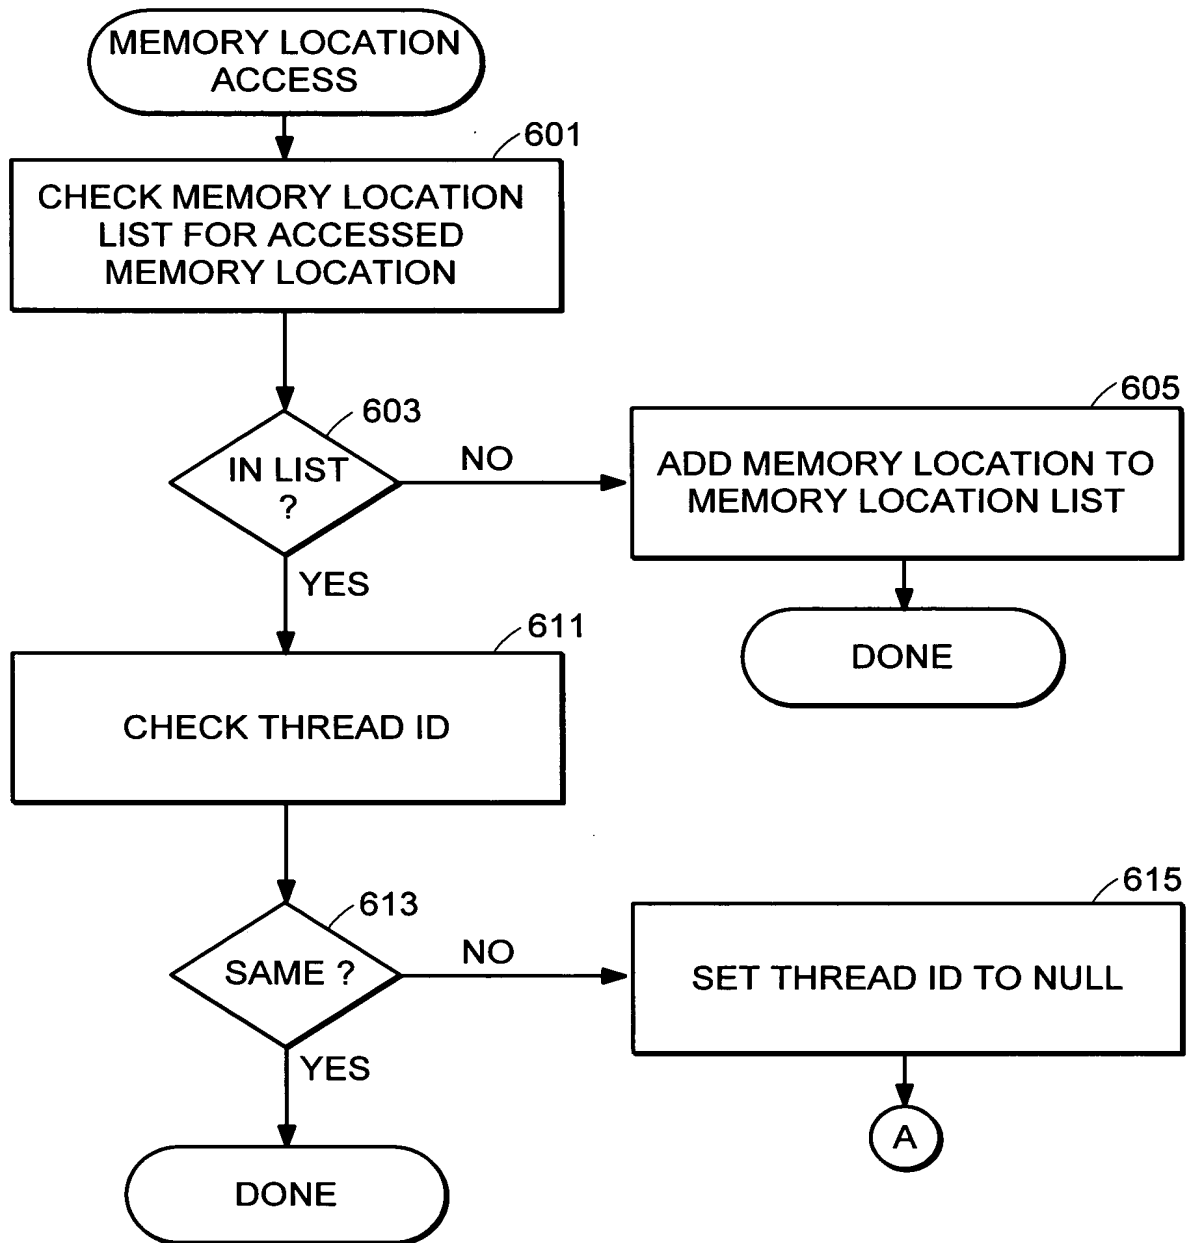 MEMORY LOCATION
ACCESS
601
CHECK MEMORY LOCATION
LIST FOR ACCESSED
MEMORY LOCATION
603
IN LIST
?
NO
605
ADD MEMORY LOCATION TO
MEMORY LOCATION LIST
YES
DONE
611
CHECK THREAD ID
613
SAME ?
NO
615
SET THREAD ID TO NULL
YES
A
DONE